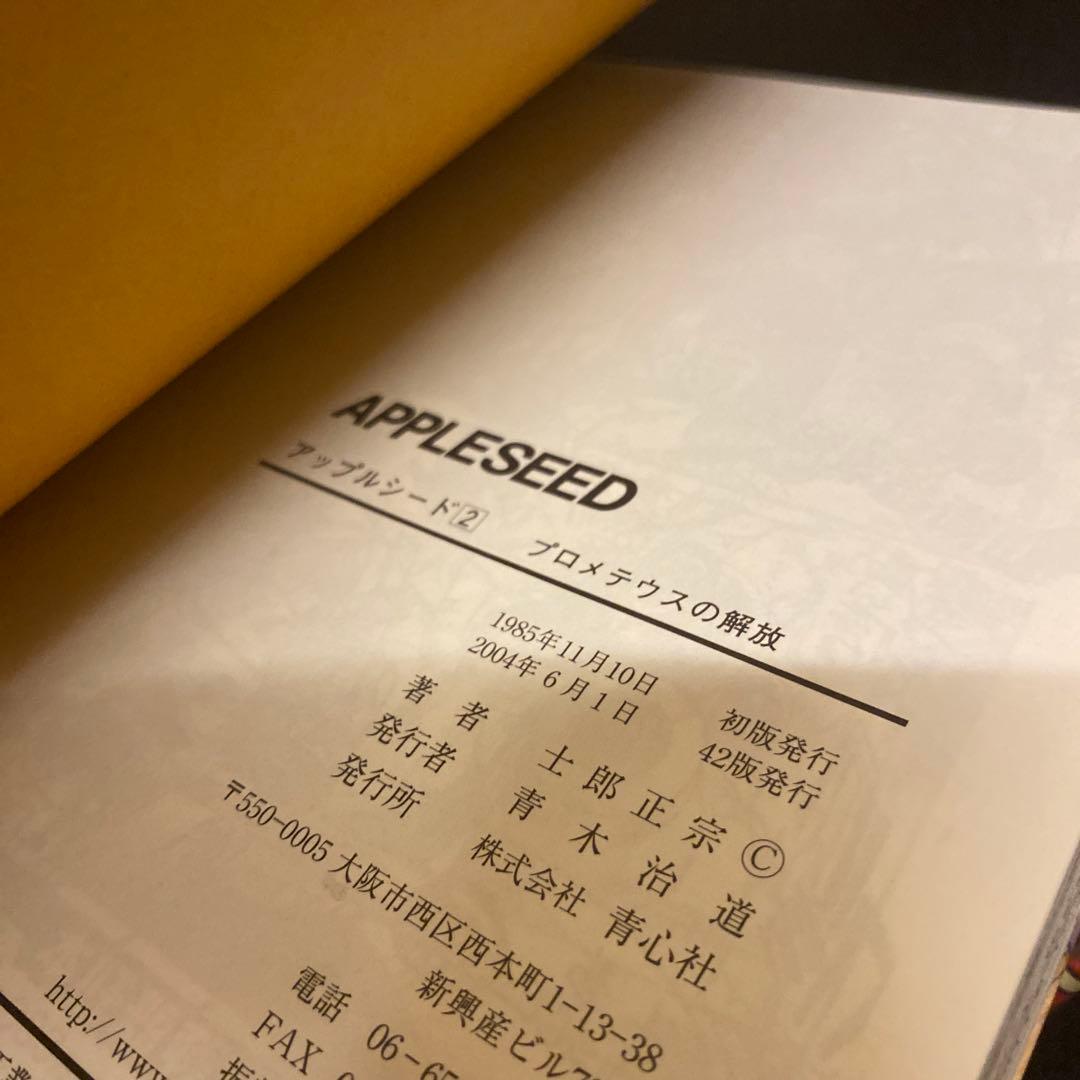 APPLESEED
アップルシード2 プロメテウスの解放
1985年11月10日 初版発行
2004年6月1日 42版発行
著者 士郎正宗 ©
発行者 青木治道
発行所 株式会社 青心社
〒550-0005 大阪市西区西本町1-13-38
新興産ビル
電話 06-65
FAX
http://www